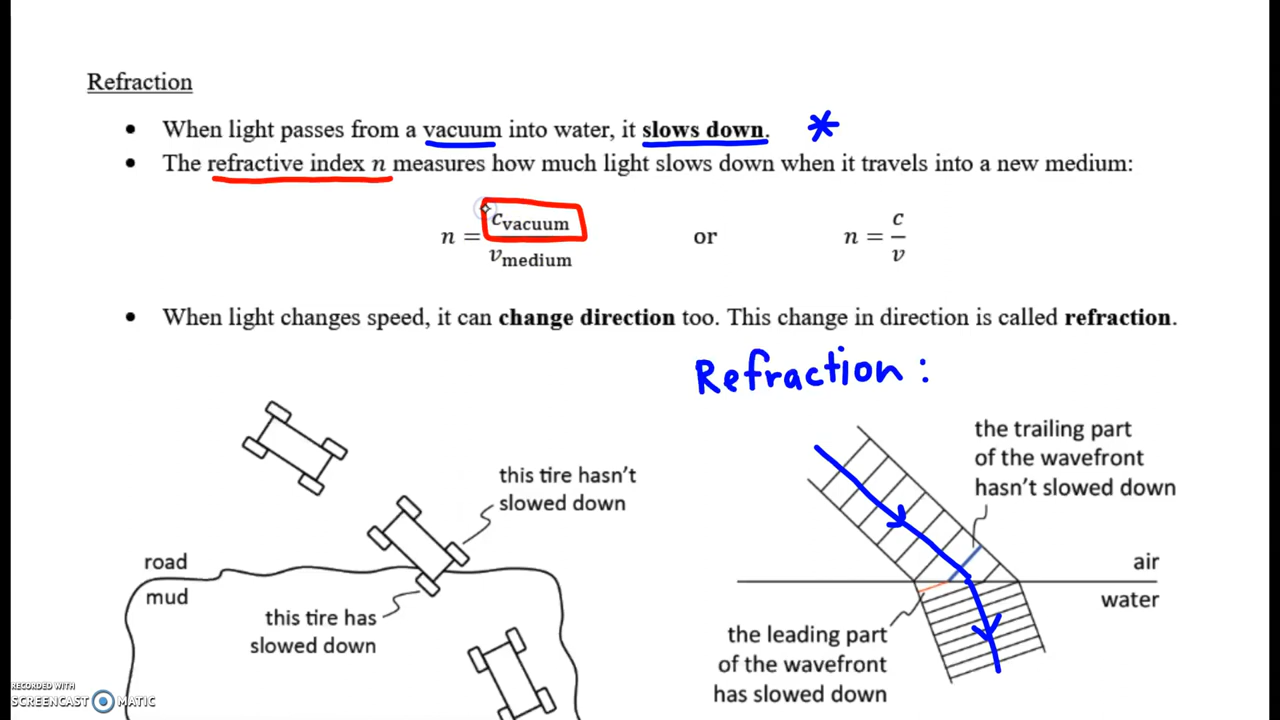 Refraction
• When light passes from a vacuum into water, it slows down. *
• The refractive index n measures how much light slows down when it travels into a new medium:
n = c_vacuum / v_medium or n = c / v
• When light changes speed, it can change direction too. This change in direction is called refraction.
Refraction:
this tire hasn't
slowed down
road
mud
this tire has
slowed down
the trailing part
of the wavefront
hasn't slowed down
air
water
the leading part
of the wavefront
has slowed down
RECORDED WITH
SCREENCAST MATIC